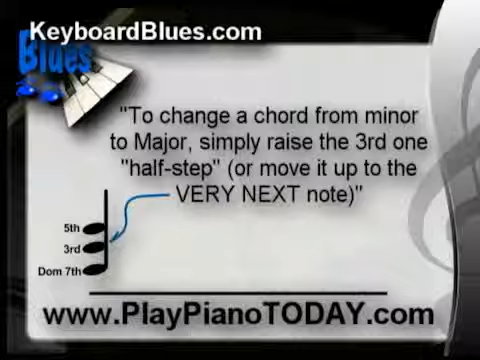 KeyboardBlues.com
Blues
"To change a chord from minor
to Major, simply raise the 3rd one
"half-step" (or move it up to the
VERY NEXT note)"
5th
3rd
Dom 7th
www.PlayPianoTODAY.com